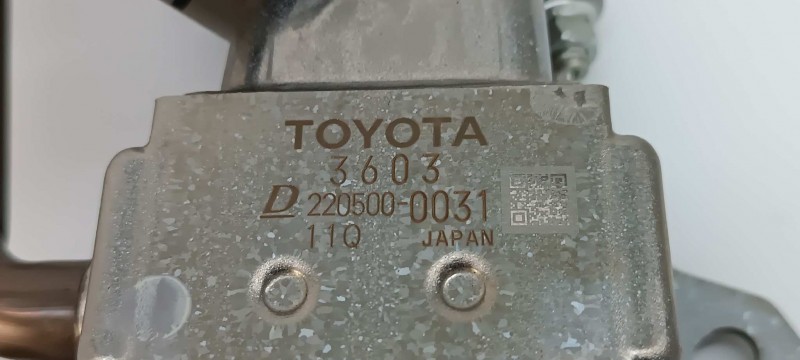 TOYOTA
3603
D 220500-0031
11Q JAPAN